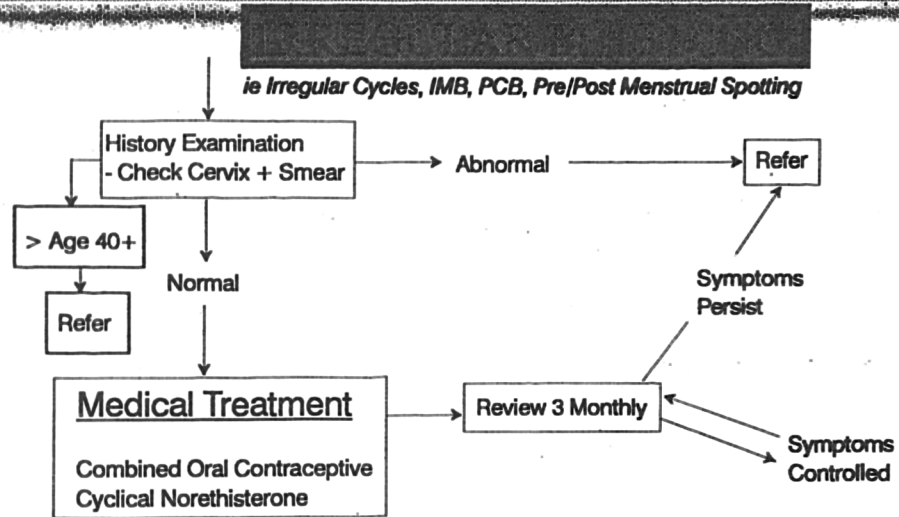 ie Irregular Cycles, IMB, PCB, Pre/Post Menstrual Spotting
History Examination
- Check Cervix + Smear
Abnormal
Refer
> Age 40+
Normal
Refer
Symptoms
Persist
Medical Treatment
Combined Oral Contraceptive
Cyclical Norethisterone
Review 3 Monthly
Symptoms
Controlled